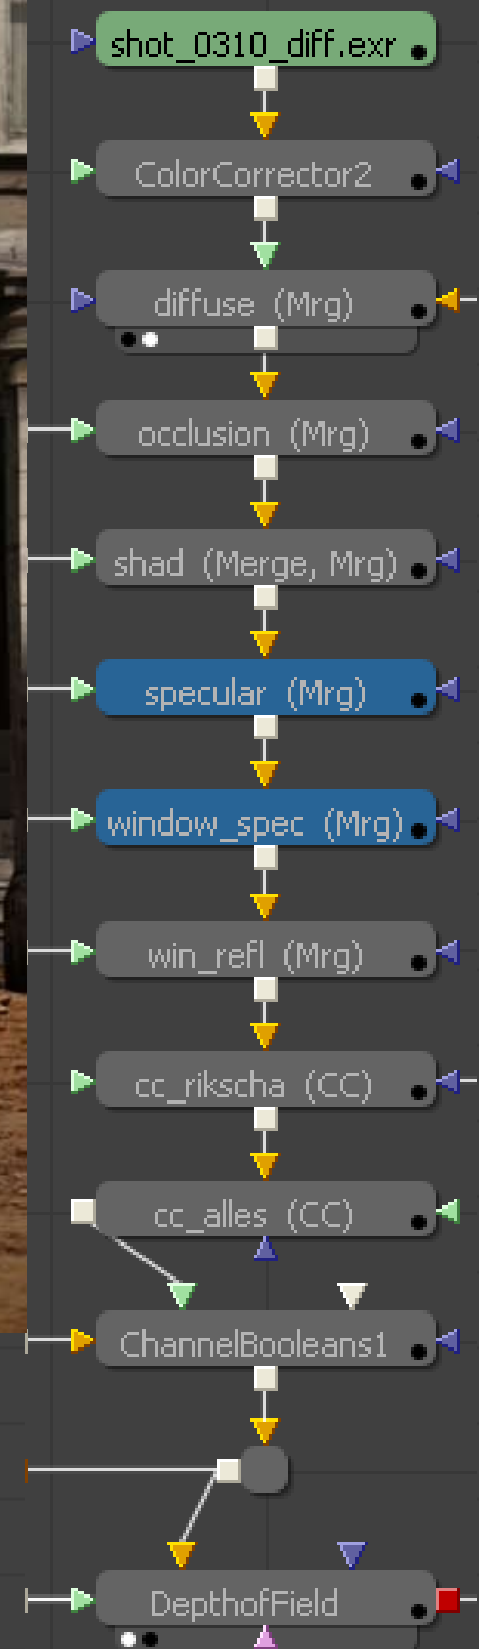 shot_0310_diff.exr
ColorCorrector2
diffuse (Mrg)
occlusion (Mrg)
shad (Merge, Mrg)
specular (Mrg)
window_spec (Mrg)
win_refl (Mrg)
cc_rikscha (CC)
cc_alles (CC)
ChannelBooleans1
DepthofField